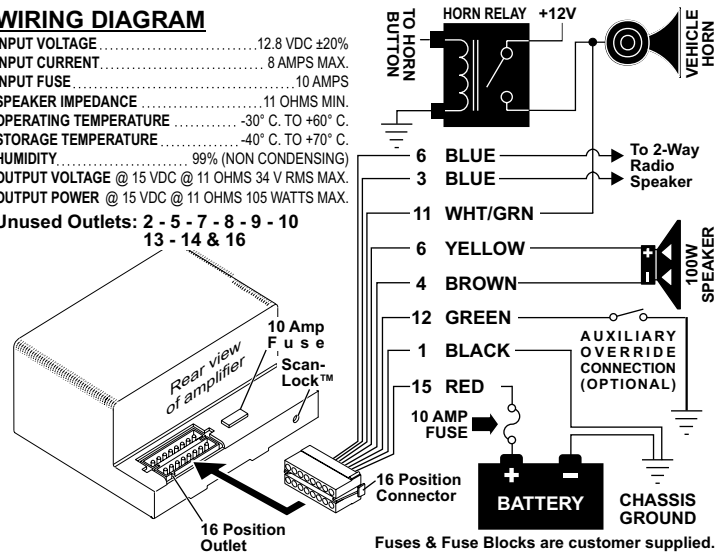 WIRING DIAGRAM
INPUT VOLTAGE..............................12.8 VDC ±20%
INPUT CURRENT..............................8 AMPS MAX.
INPUT FUSE..............................10 AMPS
SPEAKER IMPEDANCE....................11 OHMS MIN.
OPERATING TEMPERATURE............-30° C. TO +60° C.
STORAGE TEMPERATURE...............-40° C. TO +70° C.
HUMIDITY......................99% (NON CONDENSING)
OUTPUT VOLTAGE @ 15 VDC @ 11 OHMS 34 V RMS MAX.
OUTPUT POWER @ 15 VDC @ 11 OHMS 105 WATTS MAX.
Unused Outlets: 2 - 5 - 7 - 8 - 9 - 10
13 - 14 & 16
TO HORN
BUTTON
HORN RELAY +12V
VEHICLE
HORN
6 BLUE
3 BLUE
To 2-Way
Radio
Speaker
11 WHT/GRN
6 YELLOW
4 BROWN
+
−
100W
SPEAKER
12 GREEN
AUXILIARY
OVERRIDE
CONNECTION
(OPTIONAL)
1 BLACK
15 RED
10 AMP
FUSE
+ −
BATTERY
CHASSIS
GROUND
10 Amp
Fuse
Scan-
Lock™
Rear view
of amplifier
16 Position
Connector
16 Position
Outlet
Fuses & Fuse Blocks are customer supplied.